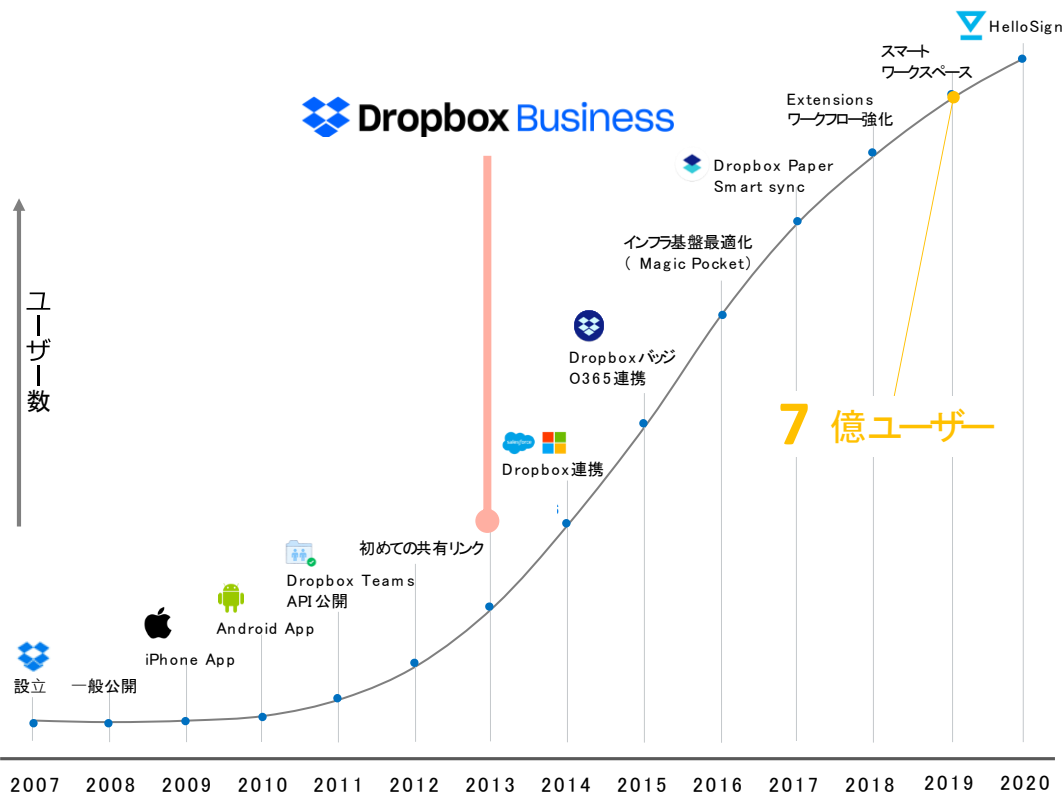 HelloSign
スマート
ワークスペース
Dropbox Business
Extensions
ワークフロー強化
Dropbox Paper
Smart sync
インフラ基盤最適化
( Magic Pocket)
ユーザー数
Dropboxバッジ
O365連携
7 億ユーザー
salesforce
Dropbox連携
初めての共有リンク
Dropbox Teams
API公開
Android App
iPhone App
設立
一般公開
2007 2008 2009 2010 2011 2012 2013 2014 2015 2016 2017 2018 2019 2020